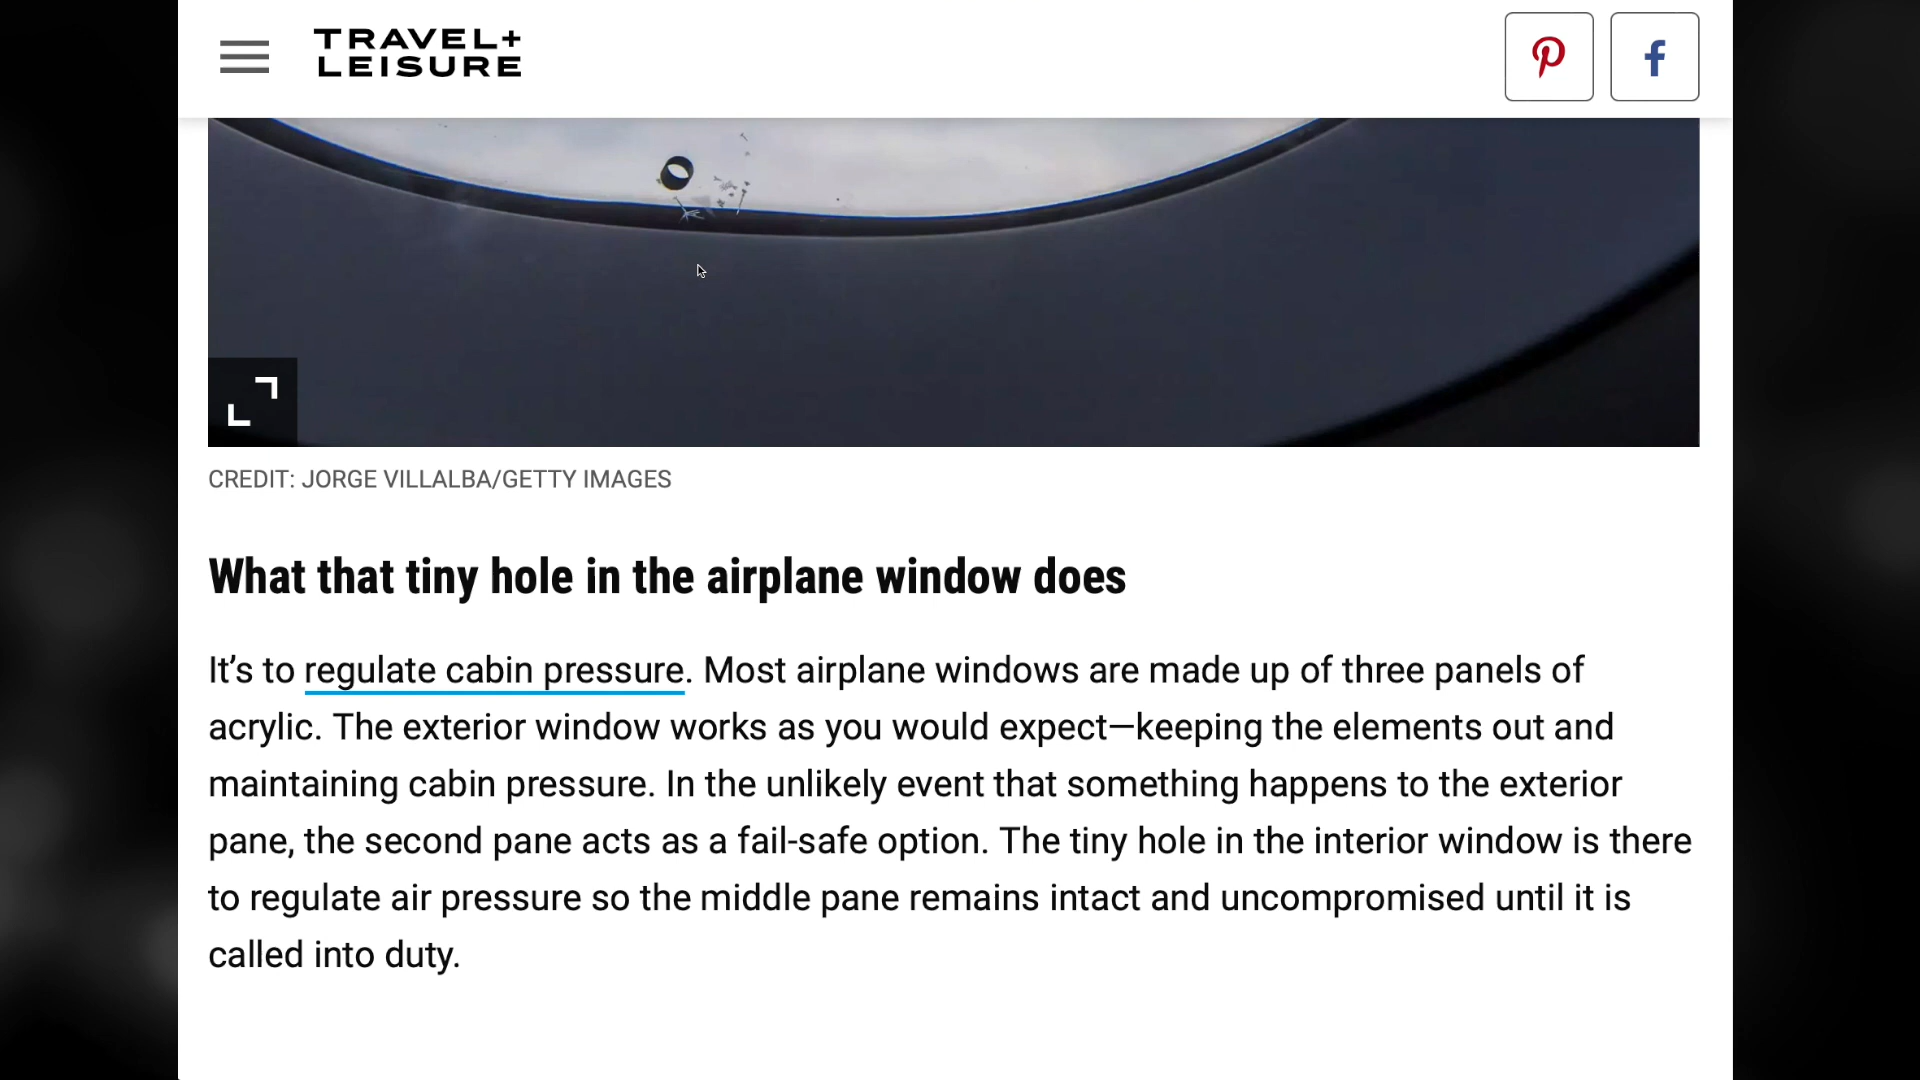 TRAVEL+
LEISURE
CREDIT: JORGE VILLALBA/GETTY IMAGES
What that tiny hole in the airplane window does
It’s to regulate cabin pressure. Most airplane windows are made up of three panels of
acrylic. The exterior window works as you would expect—keeping the elements out and
maintaining cabin pressure. In the unlikely event that something happens to the exterior
pane, the second pane acts as a fail-safe option. The tiny hole in the interior window is there
to regulate air pressure so the middle pane remains intact and uncompromised until it is
called into duty.